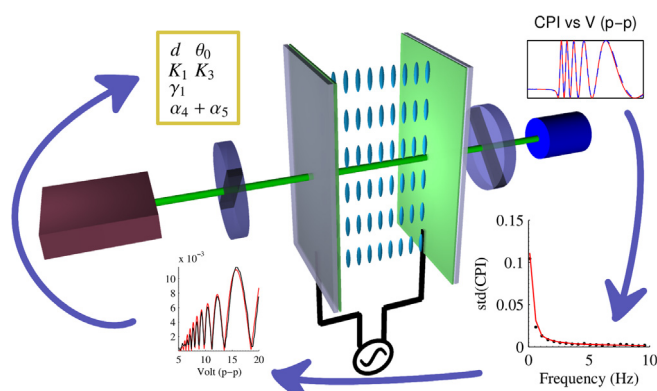 d θ₀
K₁ K₃
γ₁
α₄ + α₅
CPI vs V (p-p)
x 10⁻³
10
8
6
4
2
5 10 15 20
Volt (p-p)
0.15
0.1
0.05
0
0 5 10
std(CPI)
Frequency (Hz)